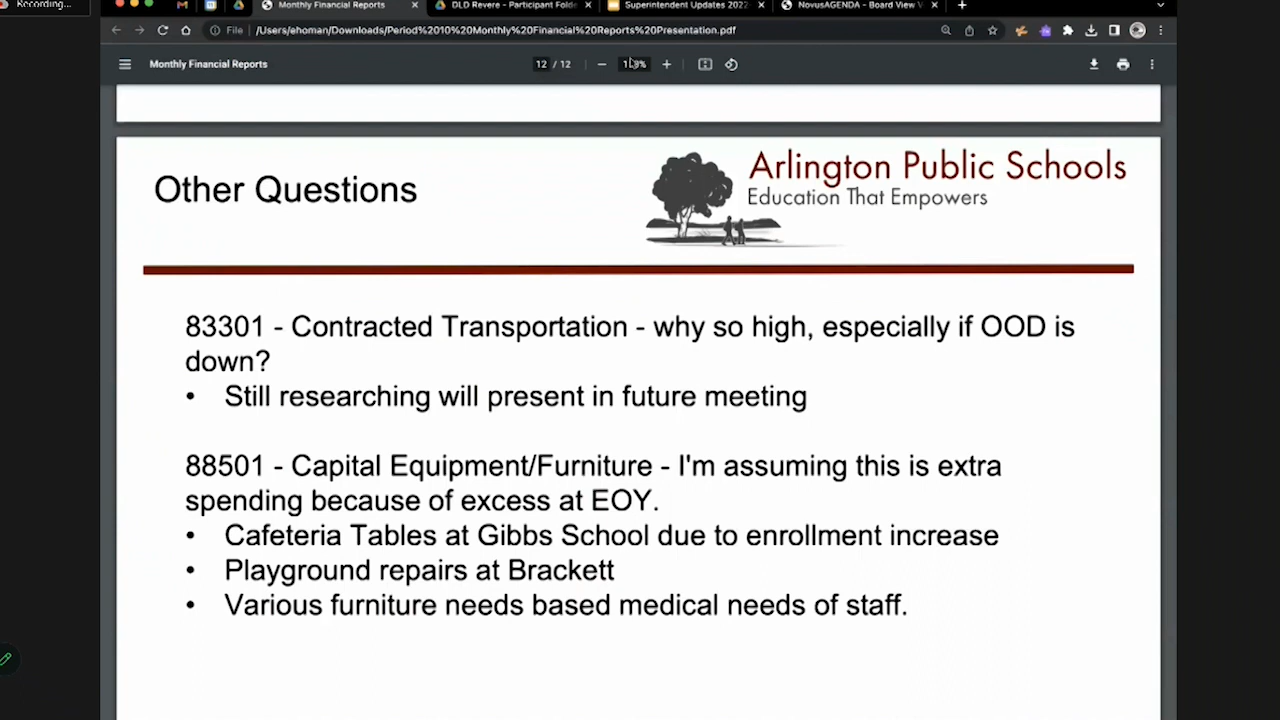 Recording...
Monthly Financial Reports
DLD Revere - Participant Folde
Superintendent Updates 2022
NovusAGENDA - Board View V
File
/Users/ehoman/Downloads/Period%2010%20Monthly%20Financial%20Reports%20Presentation.pdf
Monthly Financial Reports
12 / 12
Other Questions
Arlington Public Schools
Education That Empowers
83301 - Contracted Transportation - why so high, especially if OOD is
down?
• Still researching will present in future meeting
88501 - Capital Equipment/Furniture - I'm assuming this is extra
spending because of excess at EOY.
• Cafeteria Tables at Gibbs School due to enrollment increase
• Playground repairs at Brackett
• Various furniture needs based medical needs of staff.